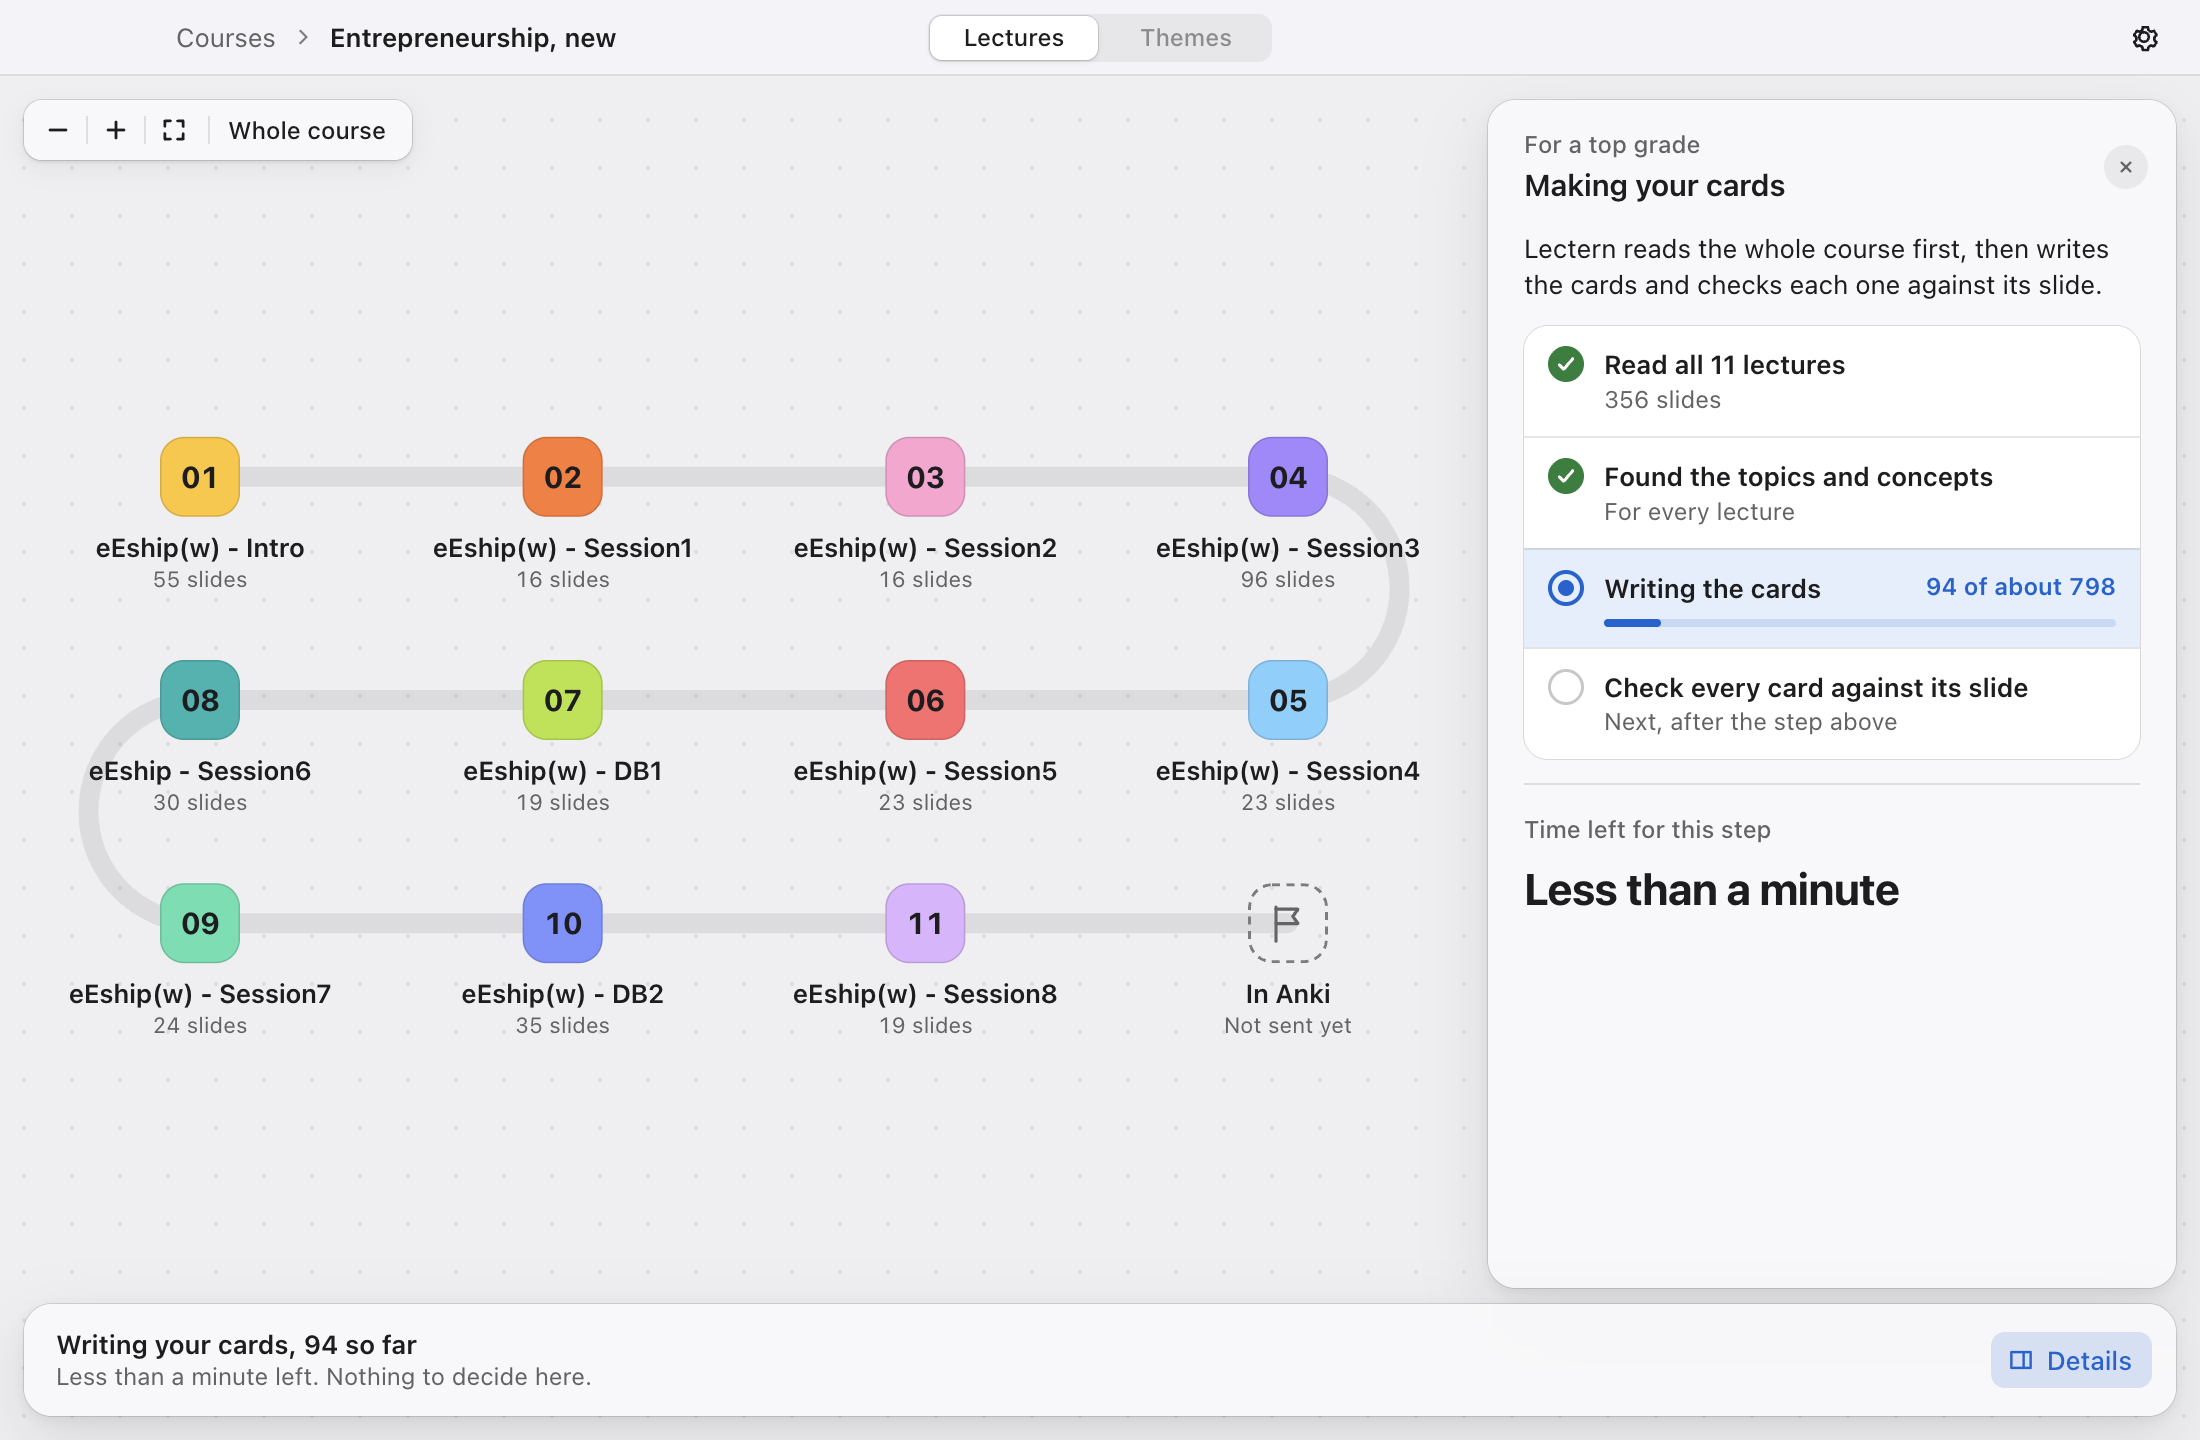 Courses > Entrepreneurship, new
Lectures
Themes
Whole course
01
02
03
04
eEship(w) - Intro
55 slides
eEship(w) - Session1
16 slides
eEship(w) - Session2
16 slides
eEship(w) - Session3
96 slides
08
07
06
05
eEship - Session6
30 slides
eEship(w) - DB1
19 slides
eEship(w) - Session5
23 slides
eEship(w) - Session4
23 slides
09
10
11
eEship(w) - Session7
24 slides
eEship(w) - DB2
35 slides
eEship(w) - Session8
19 slides
In Anki
Not sent yet
For a top grade
Making your cards
Lectern reads the whole course first, then writes
the cards and checks each one against its slide.
Read all 11 lectures
356 slides
Found the topics and concepts
For every lecture
Writing the cards
94 of about 798
Check every card against its slide
Next, after the step above
Time left for this step
Less than a minute
Writing your cards, 94 so far
Less than a minute left. Nothing to decide here.
Details